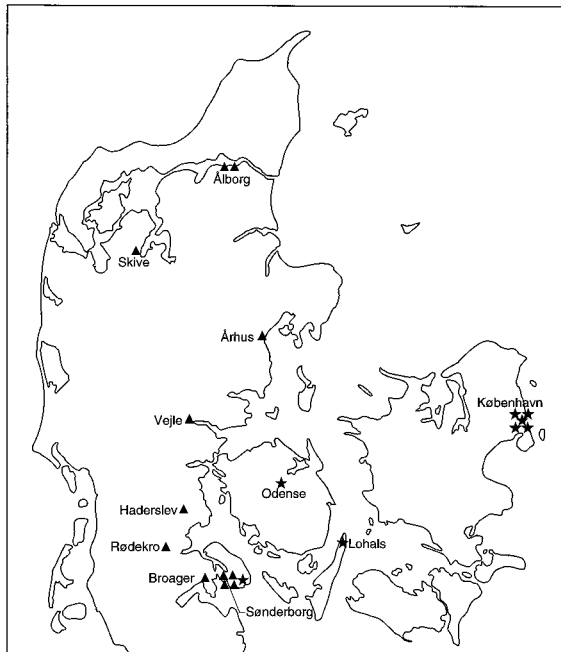 Ålborg
Skive
Århus
København
Vejle
Odense
Haderslev
Lohals
Rødekro
Broager
Sønderborg